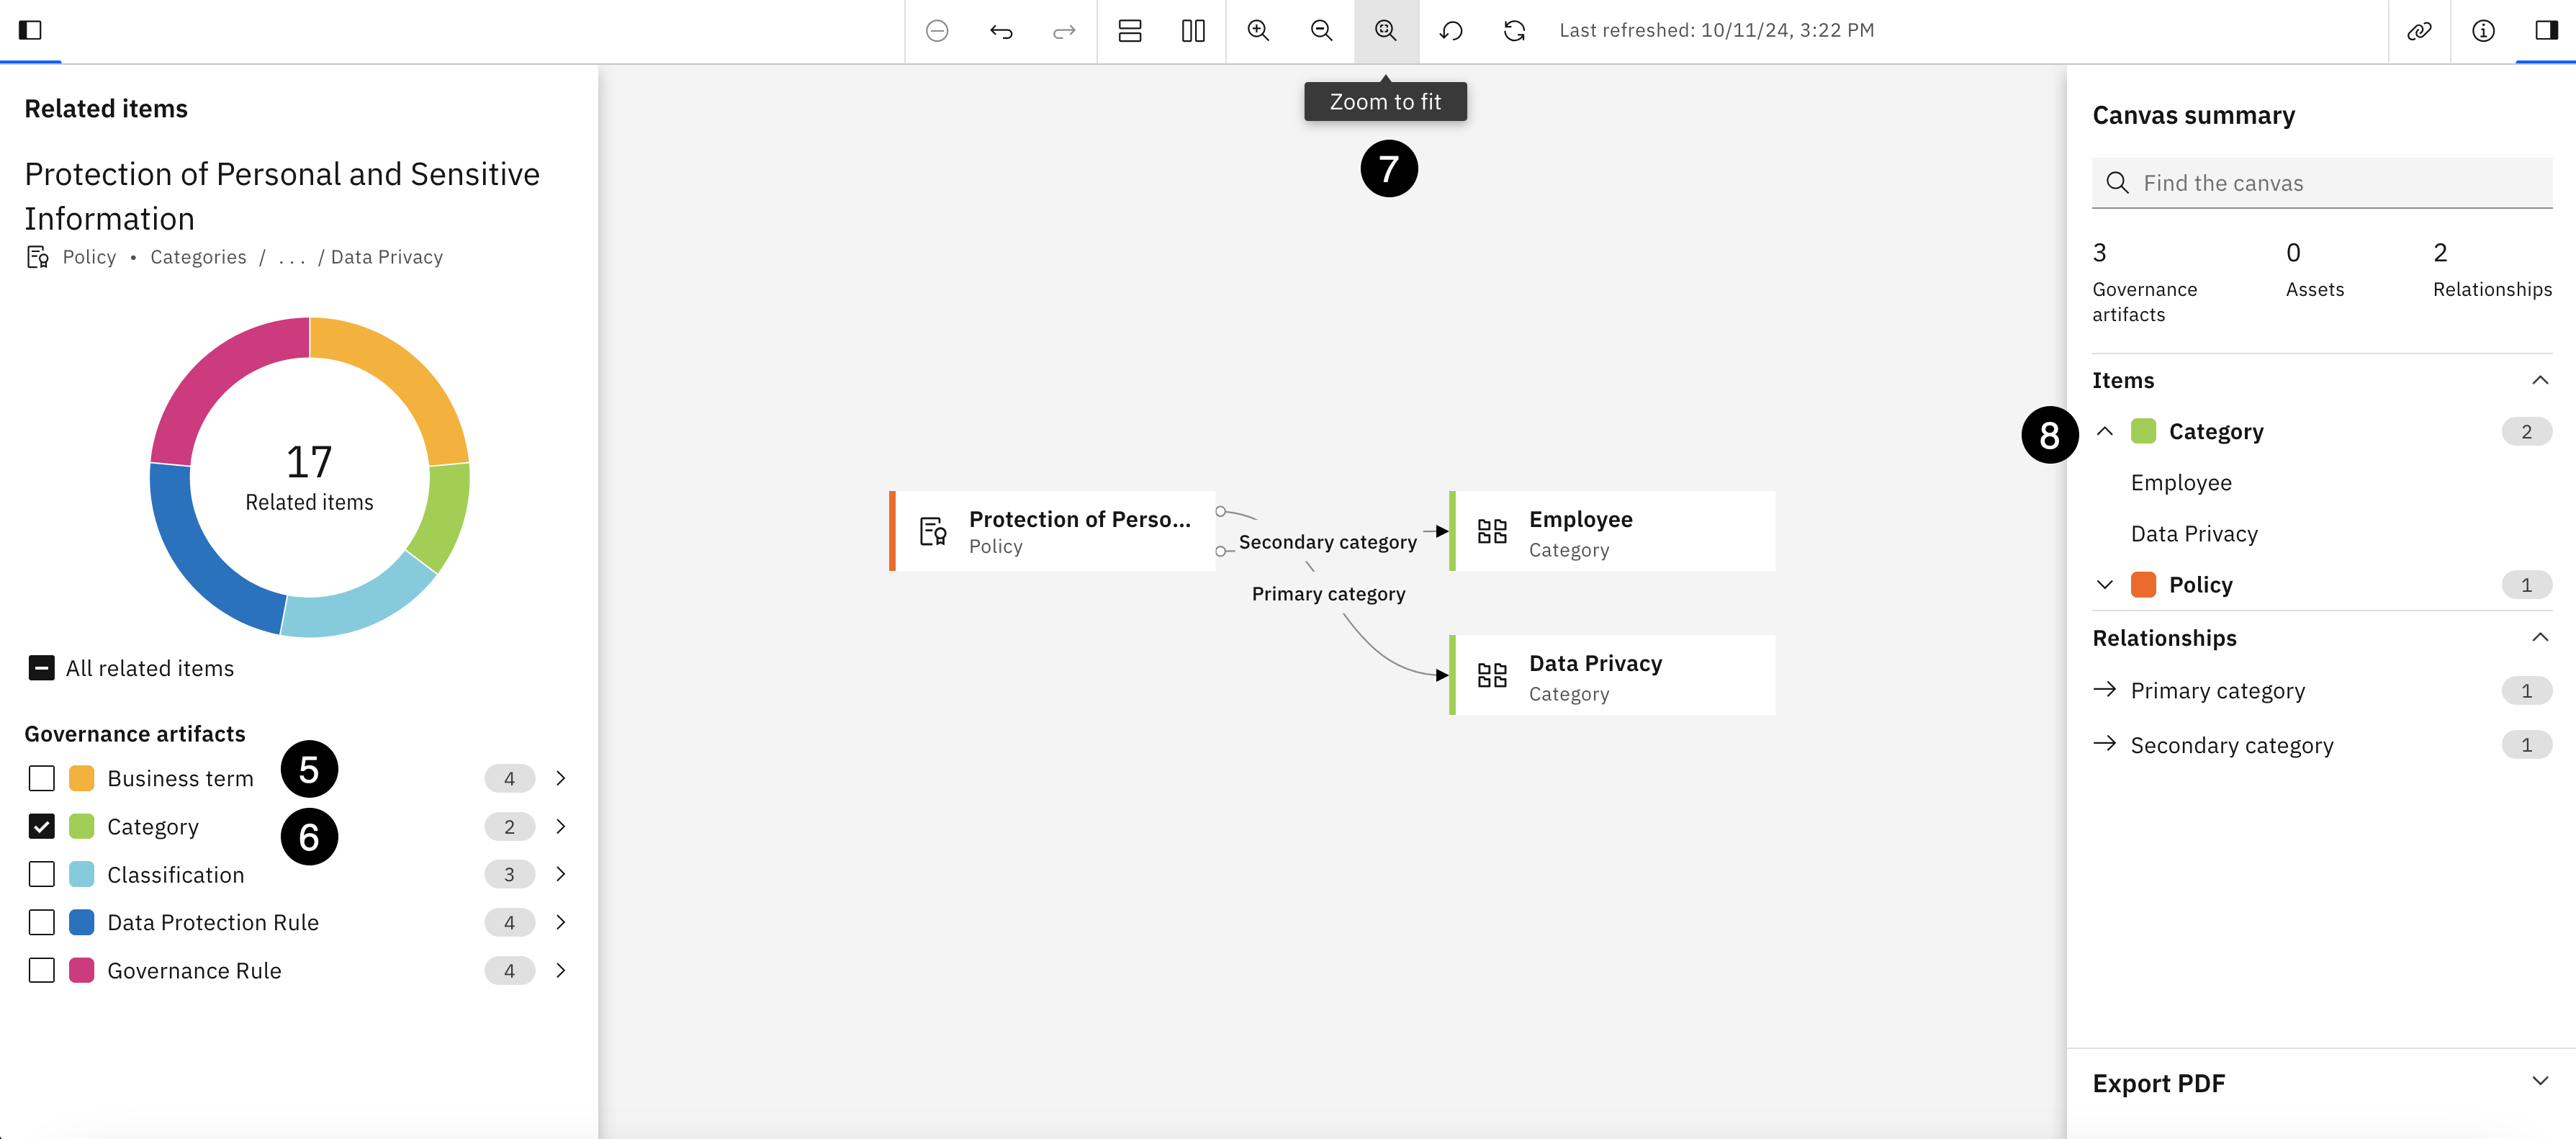 Last refreshed: 10/11/24, 3:22 PM
Zoom to fit
7
Related items
Protection of Personal and Sensitive
Information
Policy • Categories / ... / Data Privacy
17
Related items
All related items
Governance artifacts
Business term 4
5
Category 2
6
Classification 3
Data Protection Rule 4
Governance Rule 4
Protection of Perso...
Policy
Secondary category
Primary category
Employee
Category
Data Privacy
Category
Canvas summary
Find the canvas
3 0 2
Governance Assets Relationships
artifacts
Items
8
Category 2
Employee
Data Privacy
Policy 1
Relationships
Primary category 1
Secondary category 1
Export PDF